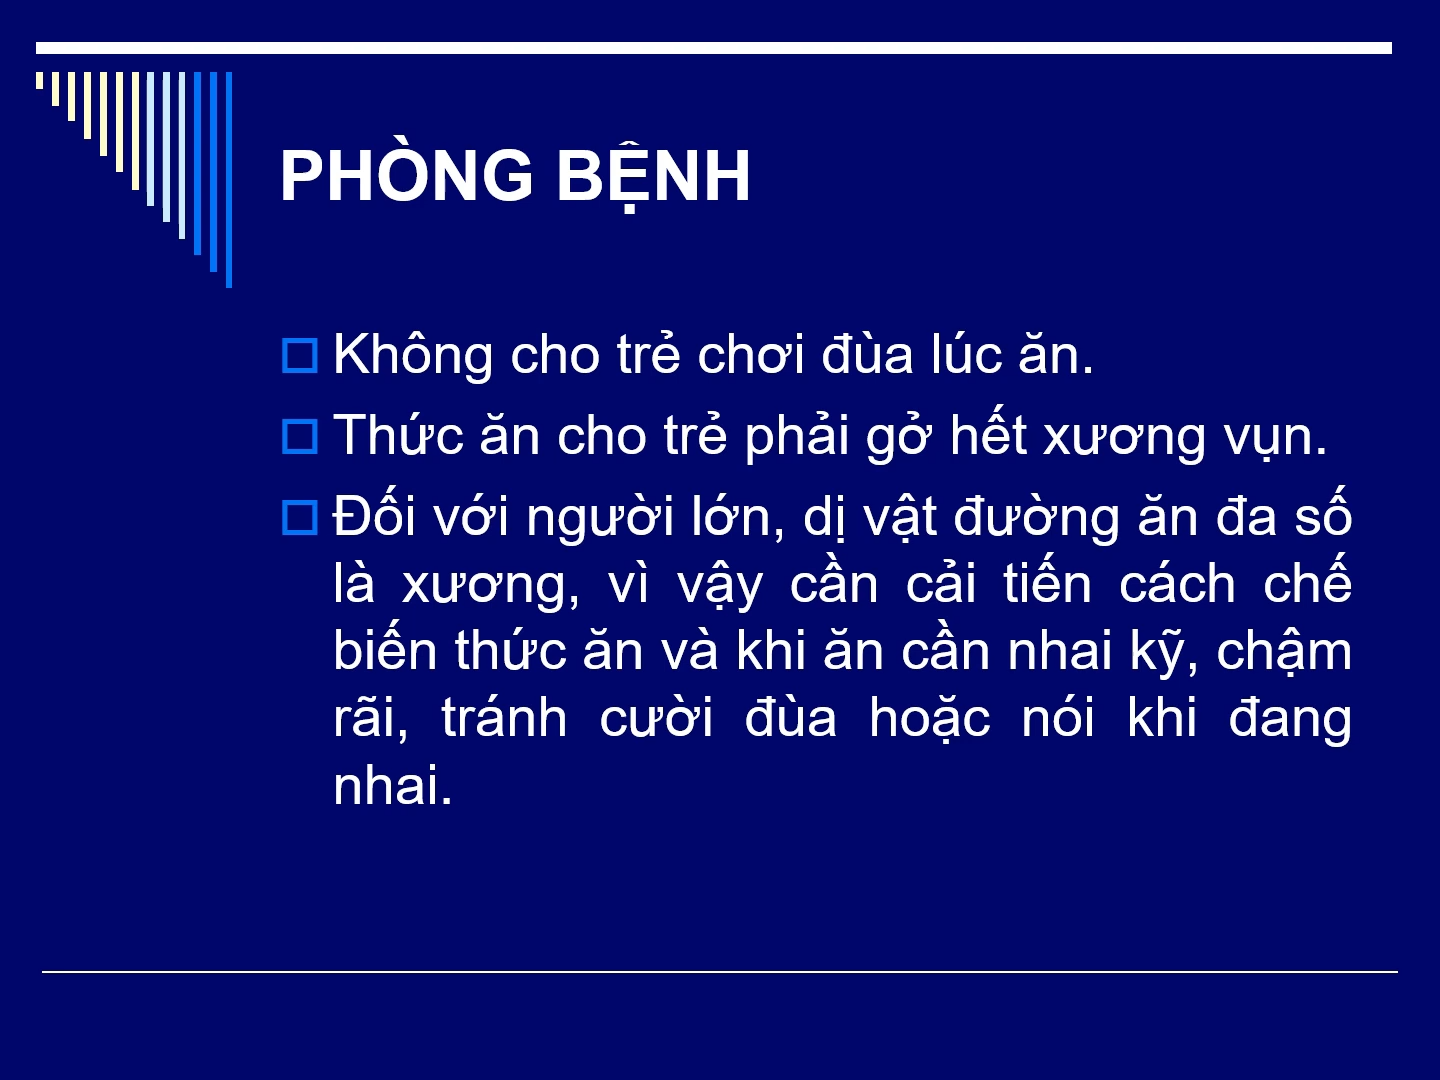 PHÒNG BỆNH
Không cho trẻ chơi đùa lúc ăn.
Thức ăn cho trẻ phải gở hết xương vụn.
Đối với người lớn, dị vật đường ăn đa số
là xương, vì vậy cần cải tiến cách chế
biến thức ăn và khi ăn cần nhai kỹ, chậm
rãi, tránh cười đùa hoặc nói khi đang
nhai.